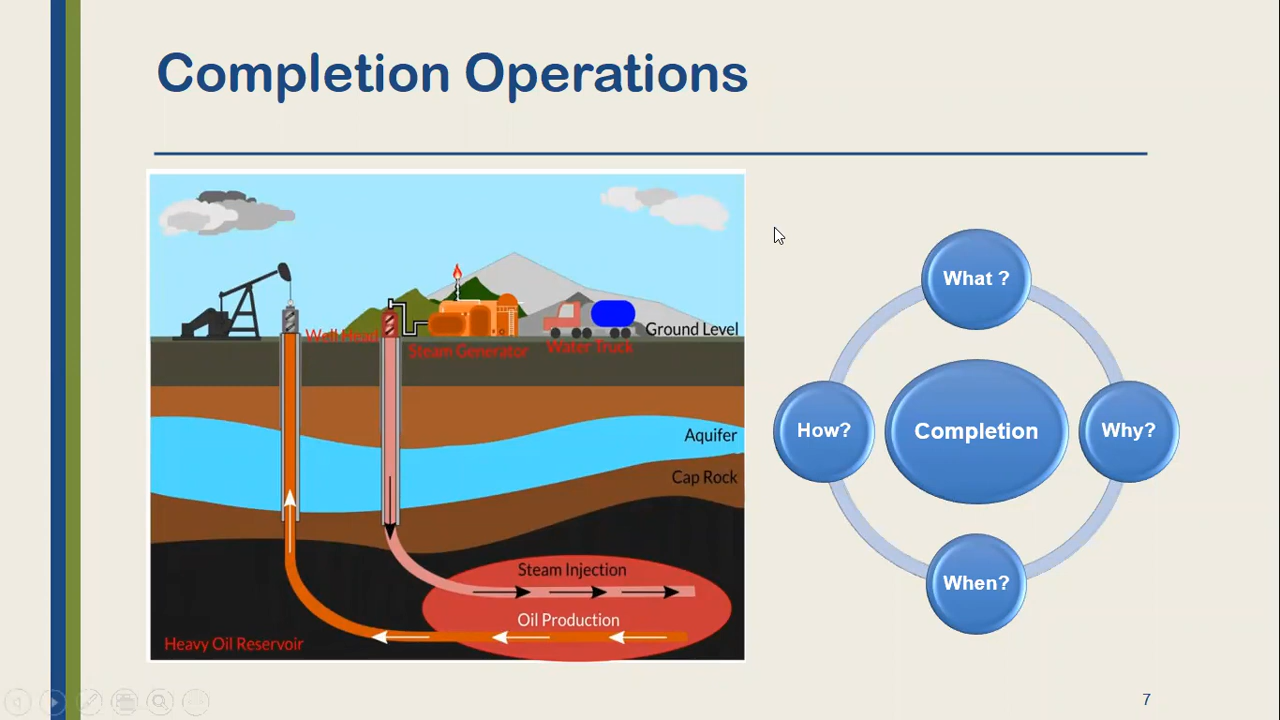 Completion Operations
Ground Level
Well Head
Steam Generator
Water Truck
Aquifer
Cap Rock
Steam Injection
Oil Production
Heavy Oil Reservoir
What ?
How?
Completion
Why?
When?
7